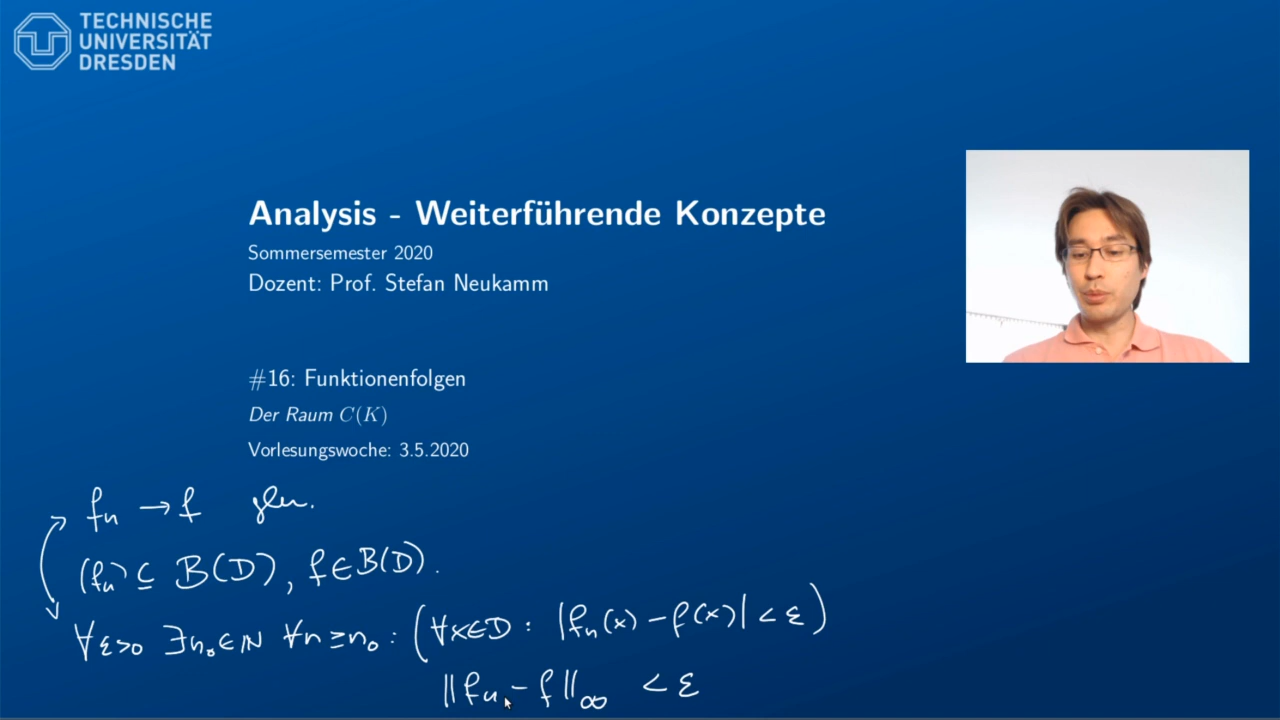 TECHNISCHE
UNIVERSITÄT
DRESDEN
Analysis - Weiterführende Konzepte
Sommersemester 2020
Dozent: Prof. Stefan Neukamm
#16: Funktionenfolgen
Der Raum C(K)
Vorlesungswoche: 3.5.2020
fₙ → f glm.
(fₙ) ⊆ B(D), f ∈ B(D).
∀ε>0 ∃n₀∈ℕ ∀n≥n₀: (∀x∈D: |fₙ(x) - f(x)| < ε)
||fₙ - f||∞ < ε